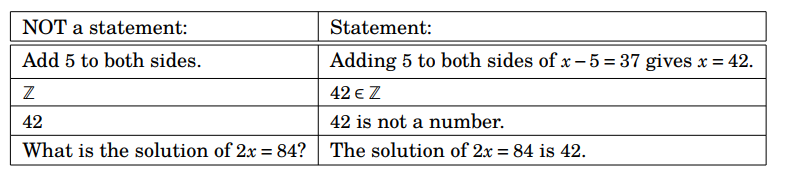 NOT a statement: Statement:
Add 5 to both sides. Adding 5 to both sides of x − 5 = 37 gives x = 42.
ℤ 42 ∈ ℤ
42 42 is not a number.
What is the solution of 2x = 84? The solution of 2x = 84 is 42.